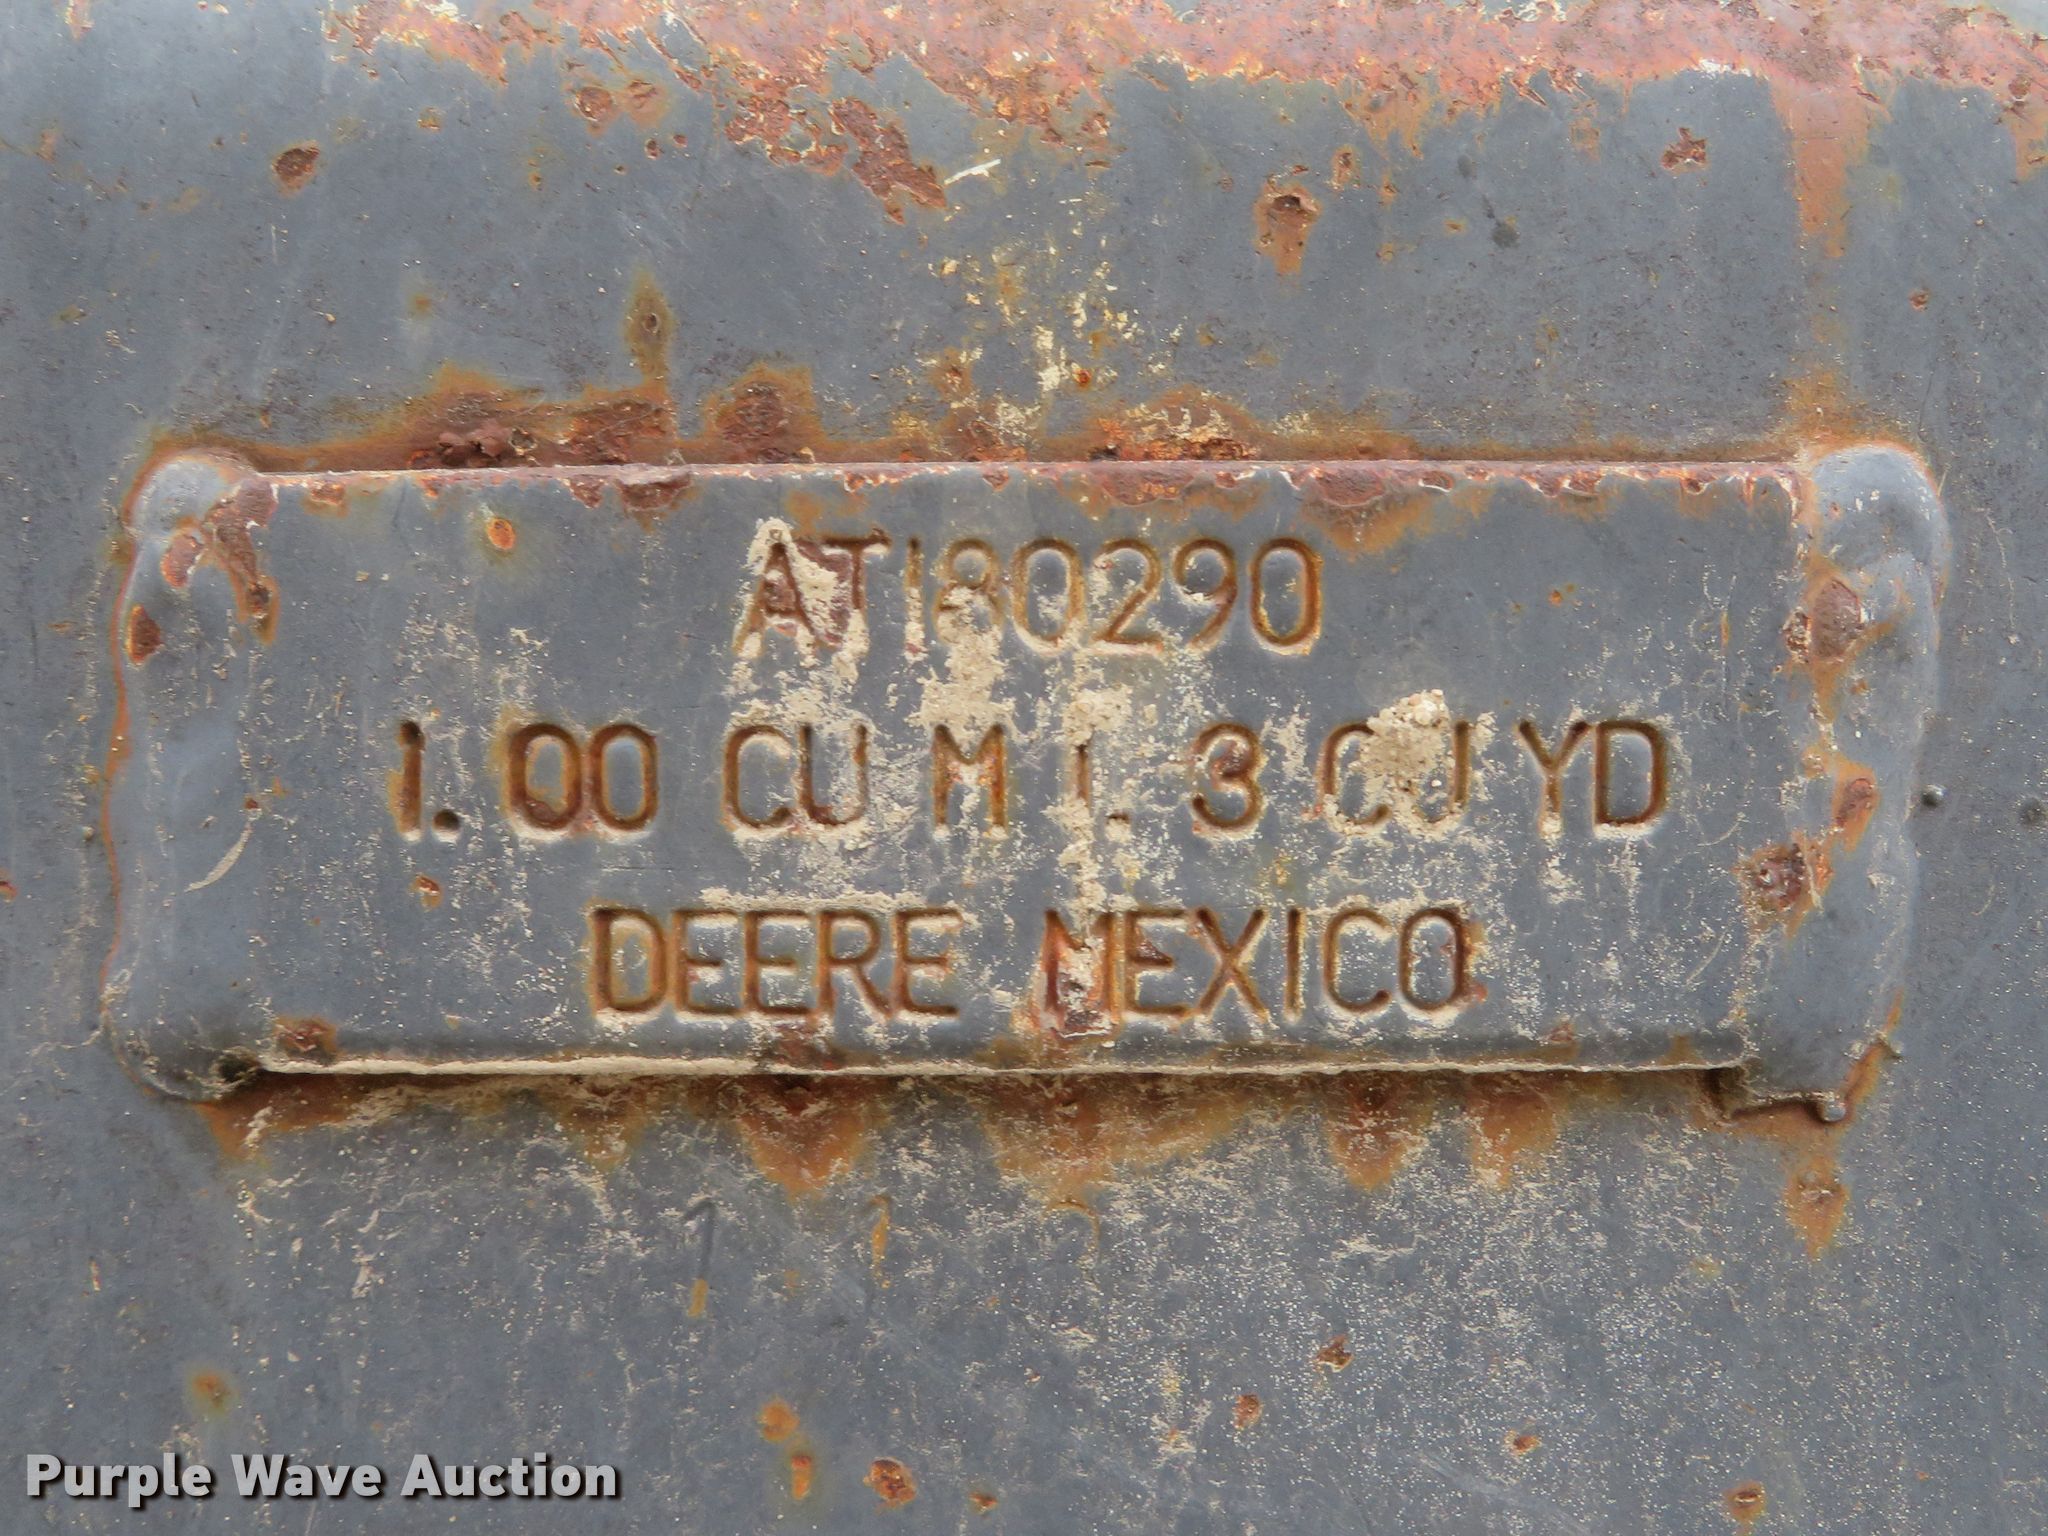 AT180290
1.00 CU M 1.3 CU YD
DEERE MEXICO
Purple Wave Auction